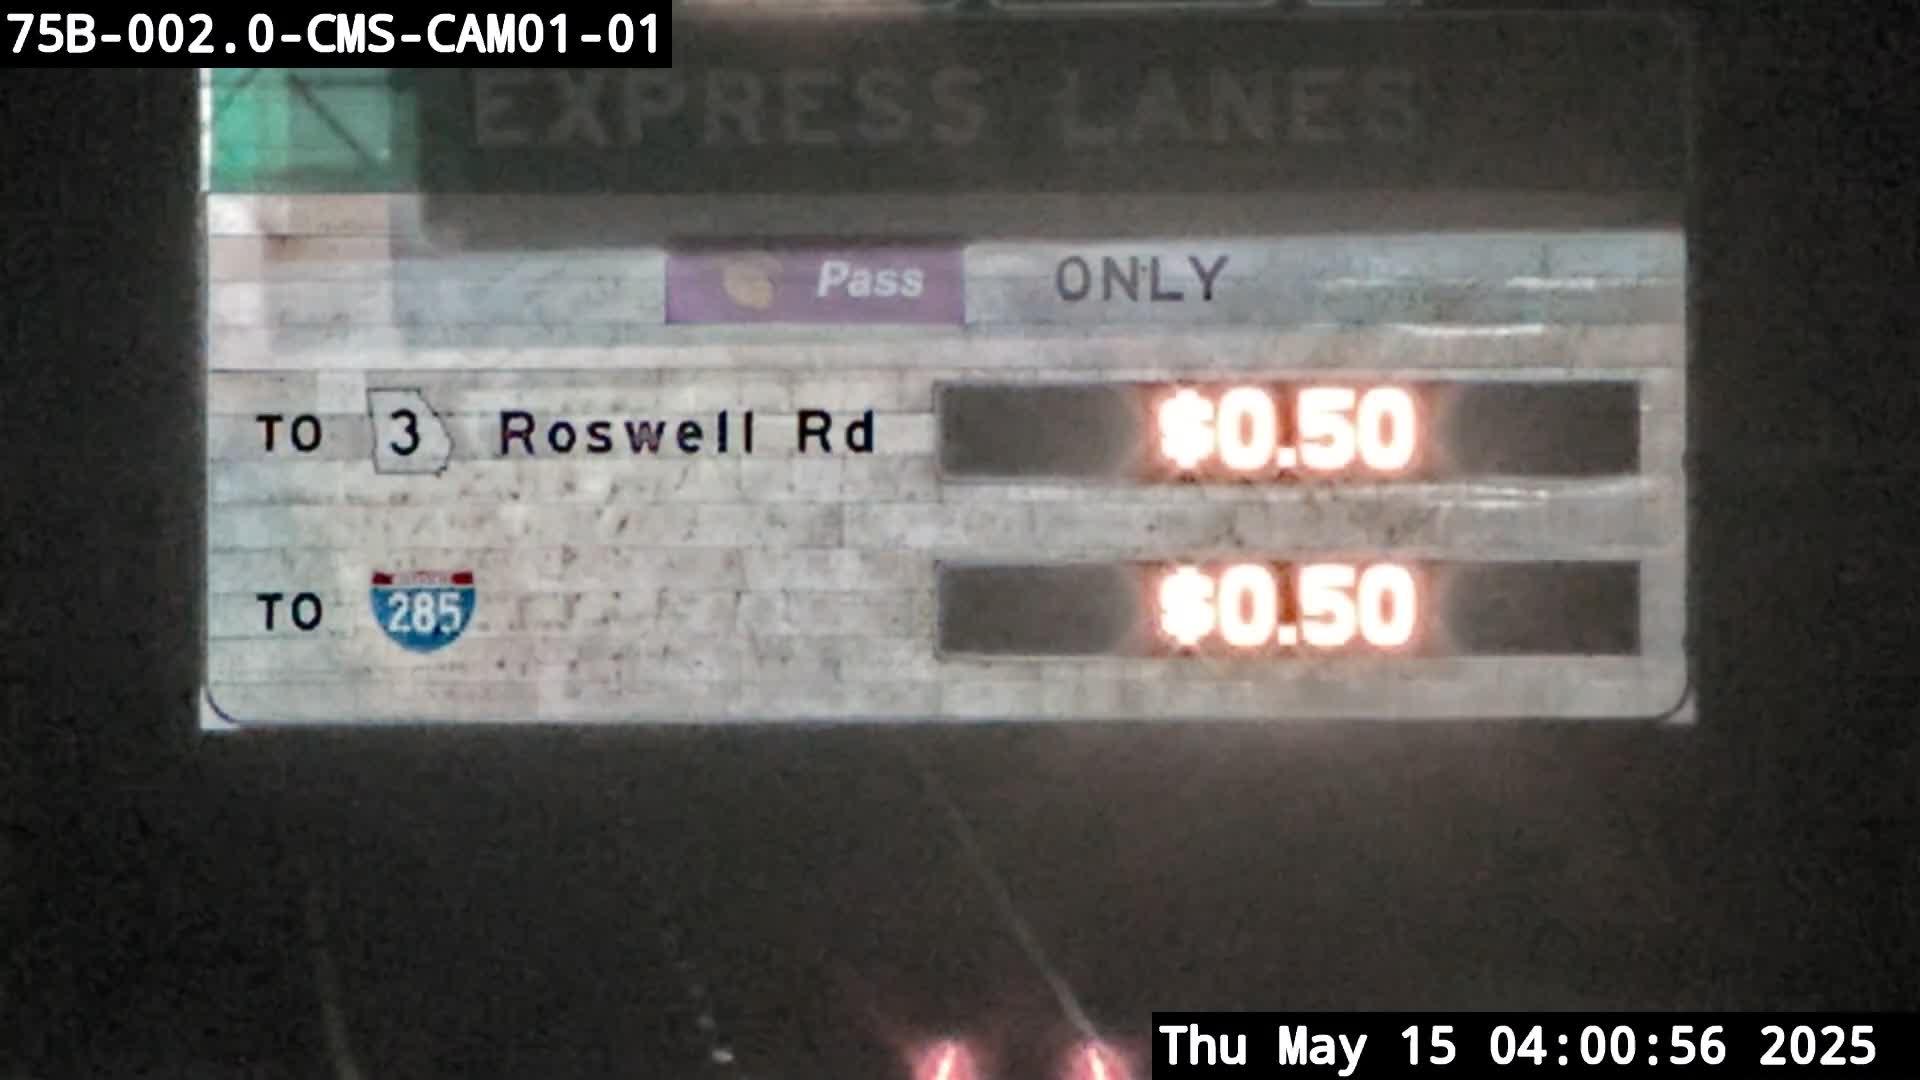 75B-002.0-CMS-CAM01-01
EXPRESS LANES
Pass ONLY
TO 3 Roswell Rd $0.50
TO 285 $0.50
Thu May 15 04:00:56 2025